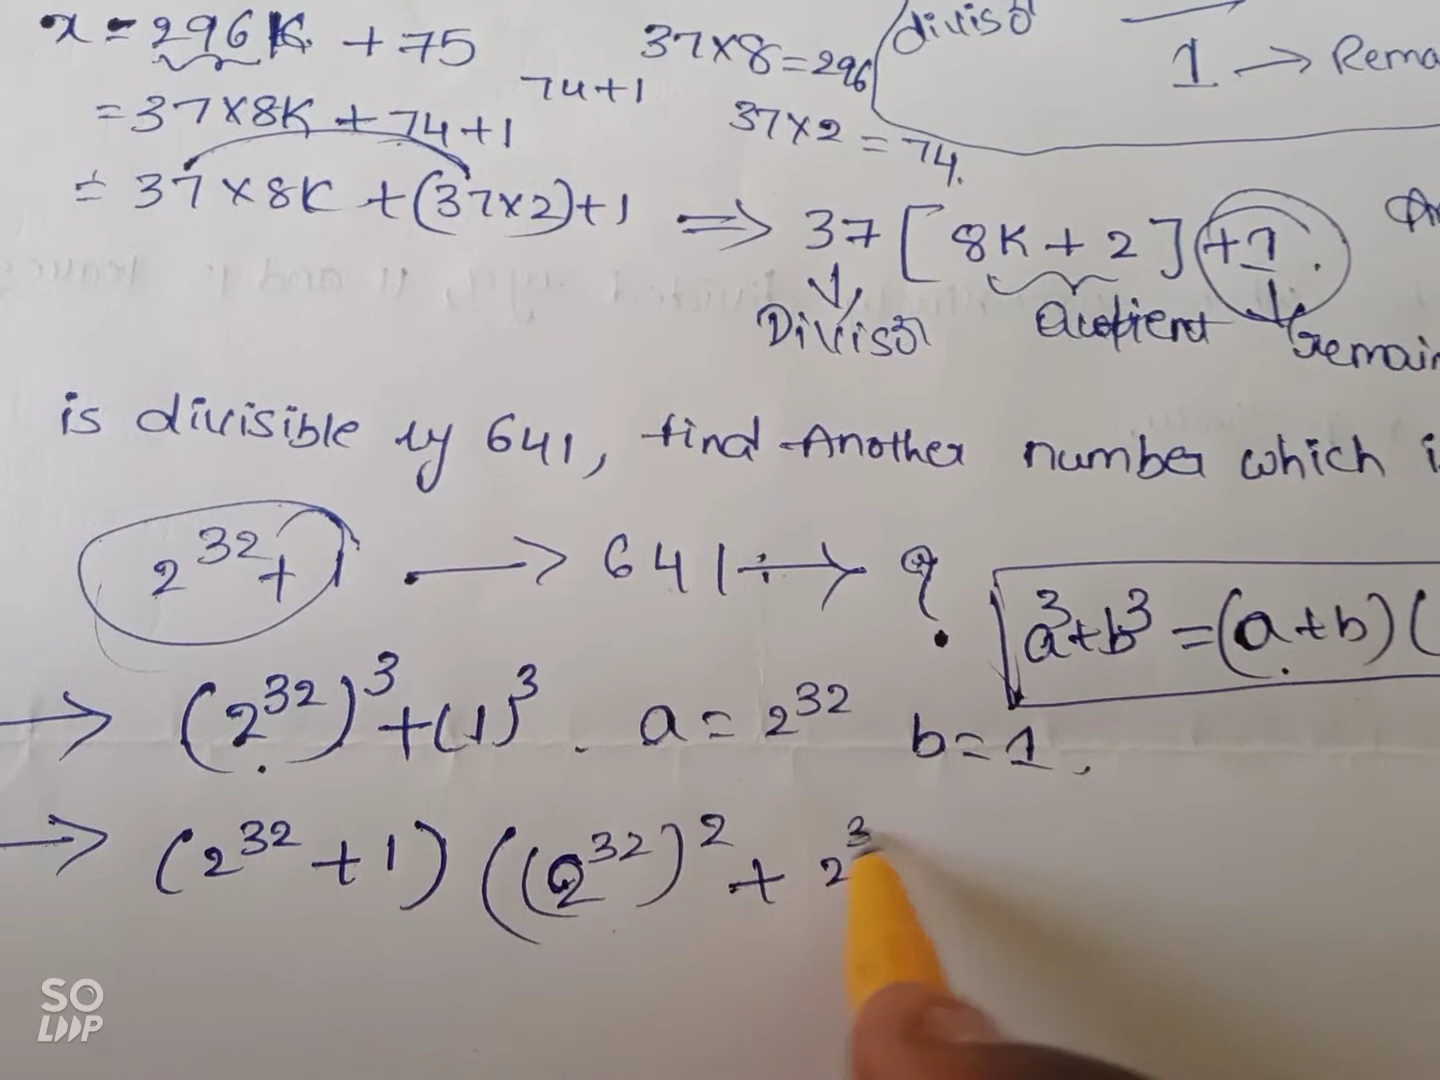 x = 296K + 75
37×8=296
divisor
1 → Rema
= 37×8K + 74+1
74+1
37×2 = 74.
= 37×8K +(37×2)+1 ⇒ 37 [ 8K + 2 ] +1.
Divisor
Quotient
remain
is divisible by 641, find Another number which i
2^32 + 1 → 641 ÷ → ?
a^3+b^3 = (a+b)(
→ (2^32)^3 + (1)^3 . a = 2^32 b = 1.
→ (2^32 + 1) ((2^32)^2 + 2^3
SO
LOOP